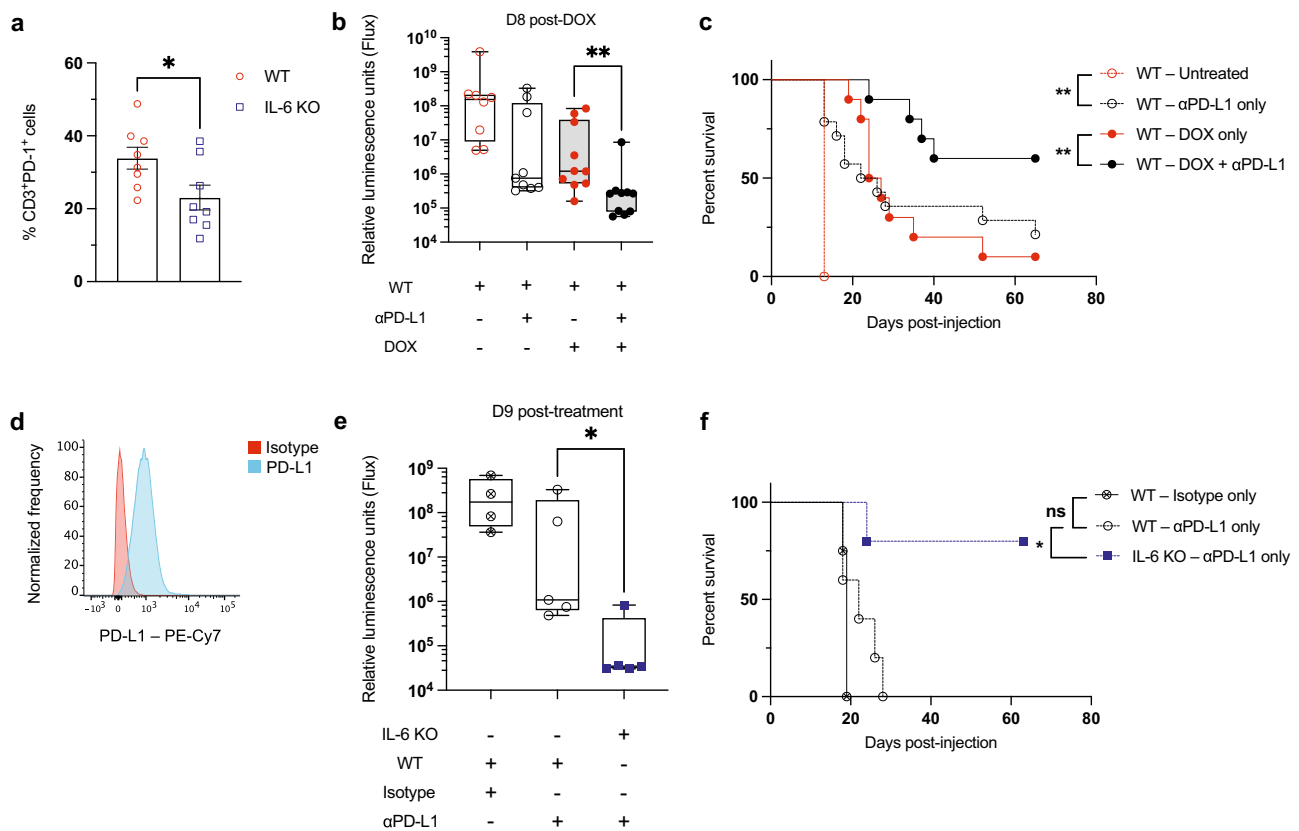 a
% CD3⁺PD-1⁺ cells
60
40
20
0
*
WT
IL-6 KO
b
D8 post-DOX
Relative luminescence units (Flux)
10¹⁰
10⁹
10⁸
10⁷
10⁶
10⁵
10⁴
**
WT + + + +
αPD-L1 - + - +
DOX - - + +
c
Percent survival
100
50
0
0 20 40 60 80
Days post-injection
WT – Untreated
** WT – αPD-L1 only
WT – DOX only
** WT – DOX + αPD-L1
d
Normalized frequency
100
80
60
40
20
0
-10³ 0 10³ 10⁴ 10⁵
PD-L1 – PE-Cy7
Isotype
PD-L1
e
D9 post-treatment
Relative luminescence units (Flux)
10⁹
10⁸
10⁷
10⁶
10⁵
10⁴
*
IL-6 KO - - +
WT + + -
Isotype + - -
αPD-L1 - + +
f
Percent survival
100
50
0
0 20 40 60 80
Days post-injection
WT – Isotype only
ns
WT – αPD-L1 only
*
IL-6 KO – αPD-L1 only